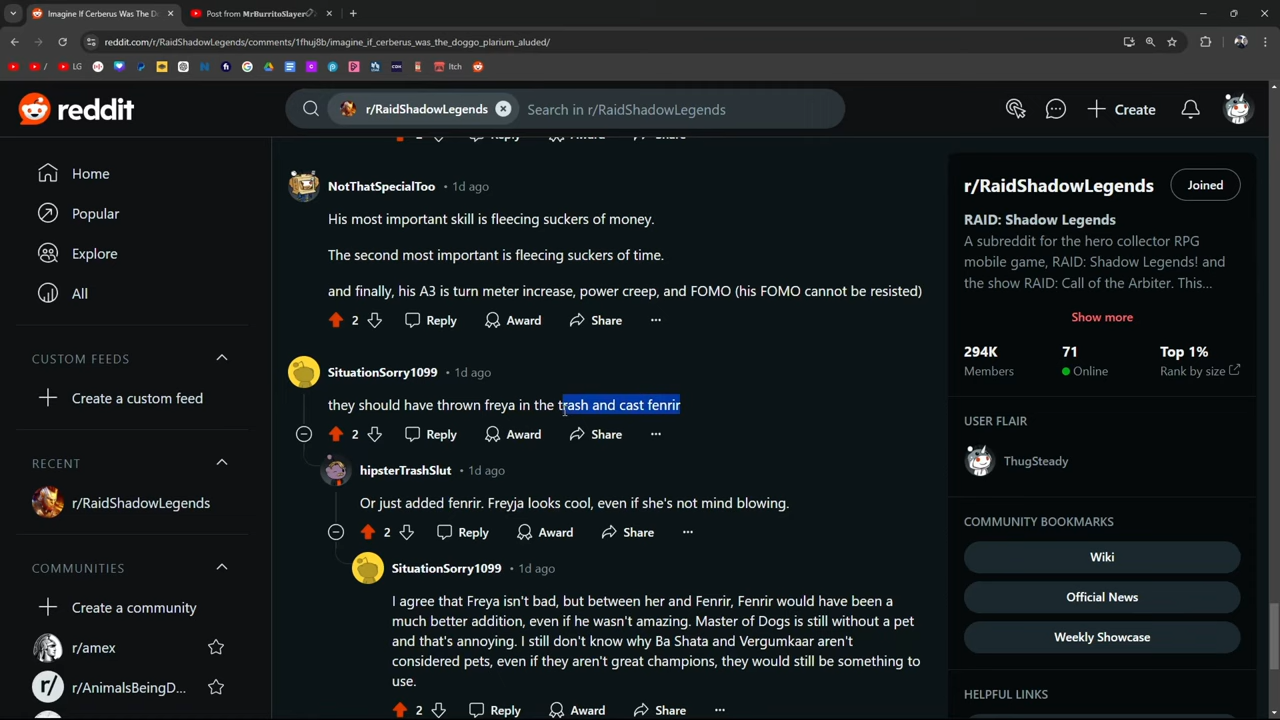 Imagine If Cerberus Was The D
Post from MrBurritoSlayer
reddit.com/r/RaidShadowLegends/comments/1fhuj8b/imagine_if_cerberus_was_the_doggo_plarium_aluded/
/
LG
Itch
reddit
r/RaidShadowLegends
Search in r/RaidShadowLegends
Create
Home
Popular
Explore
All
CUSTOM FEEDS
Create a custom feed
RECENT
r/RaidShadowLegends
COMMUNITIES
Create a community
r/amex
r/AnimalsBeingD...
2 Reply Award Share
NotThatSpecialToo • 1d ago
His most important skill is fleecing suckers of money.
The second most important is fleecing suckers of time.
and finally, his A3 is turn meter increase, power creep, and FOMO (his FOMO cannot be resisted)
2 Reply Award Share ...
SituationSorry1099 • 1d ago
they should have thrown freya in the trash and cast fenrir
2 Reply Award Share ...
hipsterTrashSlut • 1d ago
Or just added fenrir. Freyja looks cool, even if she's not mind blowing.
2 Reply Award Share ...
SituationSorry1099 • 1d ago
I agree that Freya isn't bad, but between her and Fenrir, Fenrir would have been a
much better addition, even if he wasn't amazing. Master of Dogs is still without a pet
and that's annoying. I still don't know why Ba Shata and Vergumkaar aren't
considered pets, even if they aren't great champions, they would still be something to
use.
2 Reply Award Share ...
r/RaidShadowLegends
Joined
RAID: Shadow Legends
A subreddit for the hero collector RPG
mobile game, RAID: Shadow Legends! and
the show RAID: Call of the Arbiter. This...
Show more
294K 71 Top 1%
Members Online Rank by size
USER FLAIR
ThugSteady
COMMUNITY BOOKMARKS
Wiki
Official News
Weekly Showcase
HELPFUL LINKS